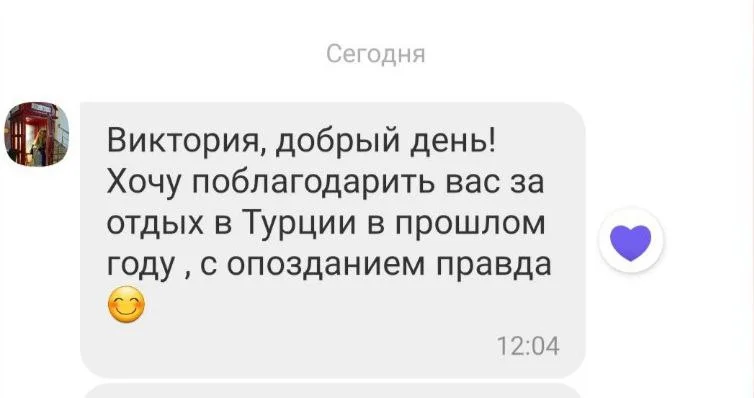 Сегодня
Виктория, добрый день!
Хочу поблагодарить вас за
отдых в Турции в прошлом
году , с опозданием правда
😊
12:04